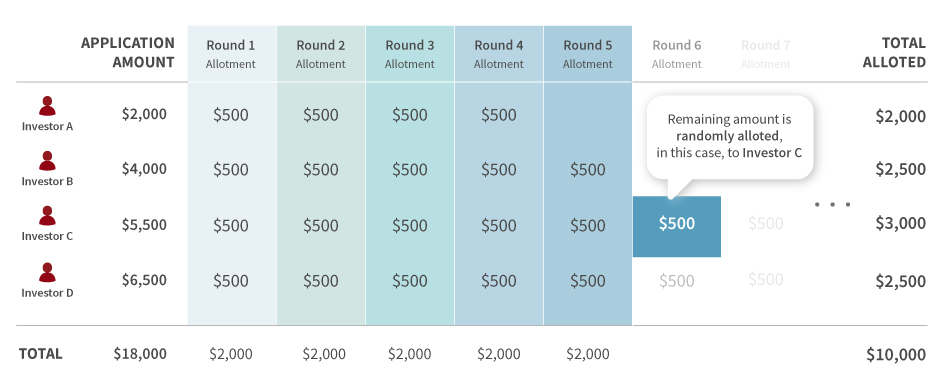 APPLICATION AMOUNT Round 1 Allotment Round 2 Allotment Round 3 Allotment Round 4 Allotment Round 5 Allotment Round 6 Allotment Round 7 Allotment TOTAL ALLOTED
Investor A $2,000 $500 $500 $500 $500 $2,000
Remaining amount is
randomly alloted,
in this case, to Investor C
Investor B $4,000 $500 $500 $500 $500 $500 $2,500
Investor C $5,500 $500 $500 $500 $500 $500 $500 $500 • • • $3,000
Investor D $6,500 $500 $500 $500 $500 $500 $500 $500 $2,500
TOTAL $18,000 $2,000 $2,000 $2,000 $2,000 $2,000 $10,000